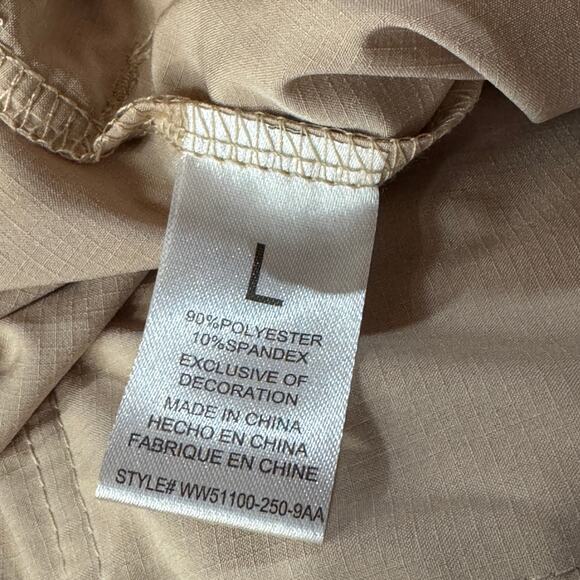 L
90%POLYESTER
10%SPANDEX
EXCLUSIVE OF
DECORATION
MADE IN CHINA
HECHO EN CHINA
FABRIQUE EN CHINE
STYLE# WW51100-250-9AA